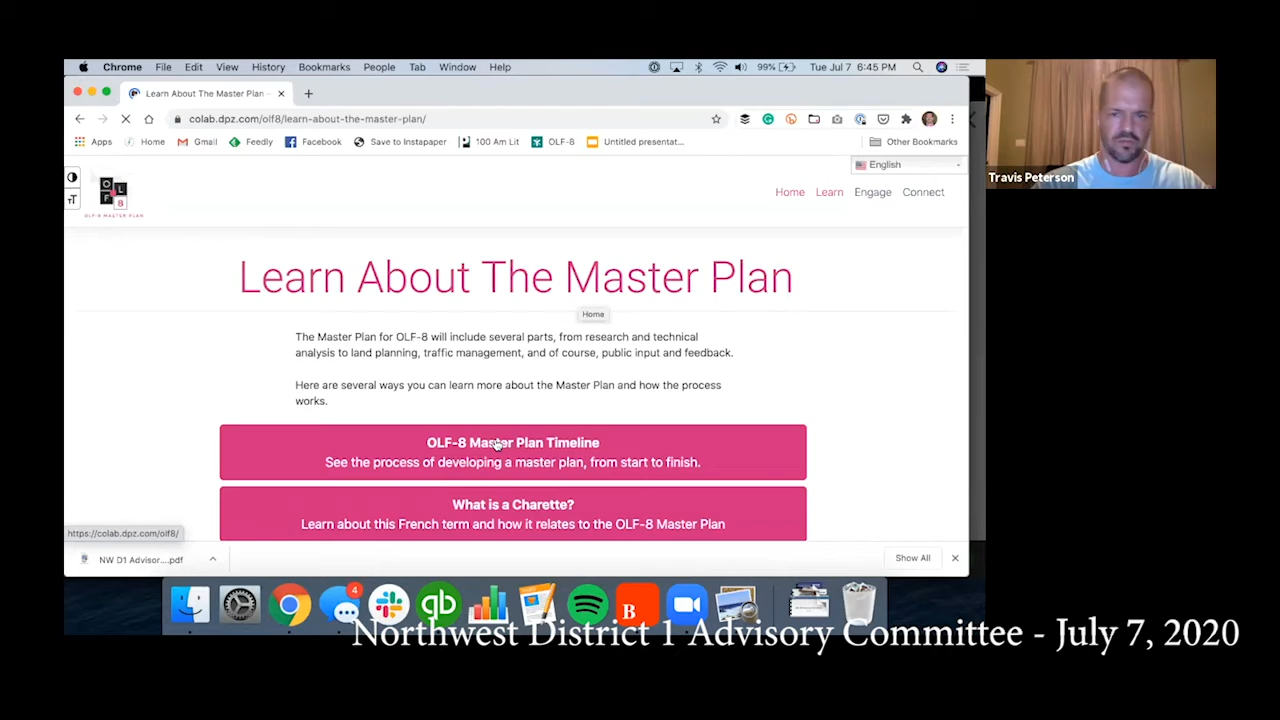 Chrome File Edit View History Bookmarks People Tab Window Help 99% Tue Jul 7 6:45 PM
Learn About The Master Plan -
colab.dpz.com/olf8/learn-about-the-master-plan/
Apps Home Gmail Feedly Facebook Save to Instapaper 100 Am Lit OLF-8 Untitled presentat... Other Bookmarks
English
Travis Peterson
OLF 8
OLF-8 MASTER PLAN
Home Learn Engage Connect
Learn About The Master Plan
Home
The Master Plan for OLF-8 will include several parts, from research and technical
analysis to land planning, traffic management, and of course, public input and feedback.
Here are several ways you can learn more about the Master Plan and how the process
works.
OLF-8 Master Plan Timeline
See the process of developing a master plan, from start to finish.
What is a Charette?
Learn about this French term and how it relates to the OLF-8 Master Plan
https://colab.dpz.com/olf8/
NW D1 Advisor....pdf Show All
4
qb
B
Northwest District 1 Advisory Committee - July 7, 2020